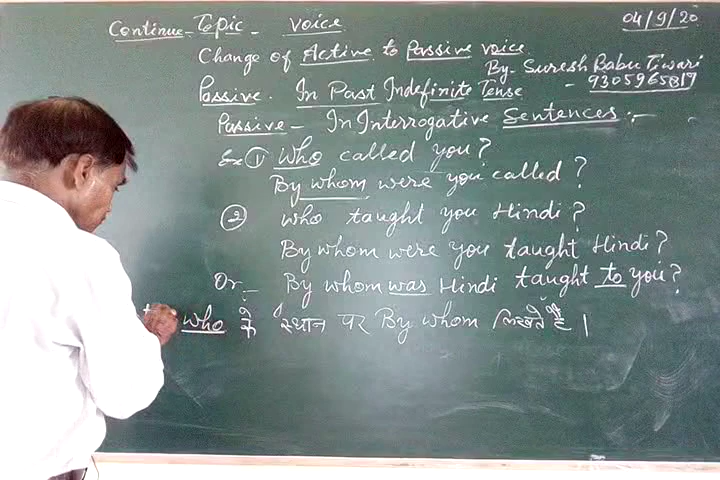 Continue - Topic - voice
04/9/20
Change of Active to Passive voice.
By - Suresh Babu Tiwari
Passive. In Past Indefinite Tense - 9305965819
Passive - In Interrogative Sentences :-
Ex ① Who called you?
By whom were you called?
② who taught you Hindi?
By whom were you taught Hindi?
Or - By whom was Hindi taught to you?
who के स्थान पर By whom लिखते हैं।